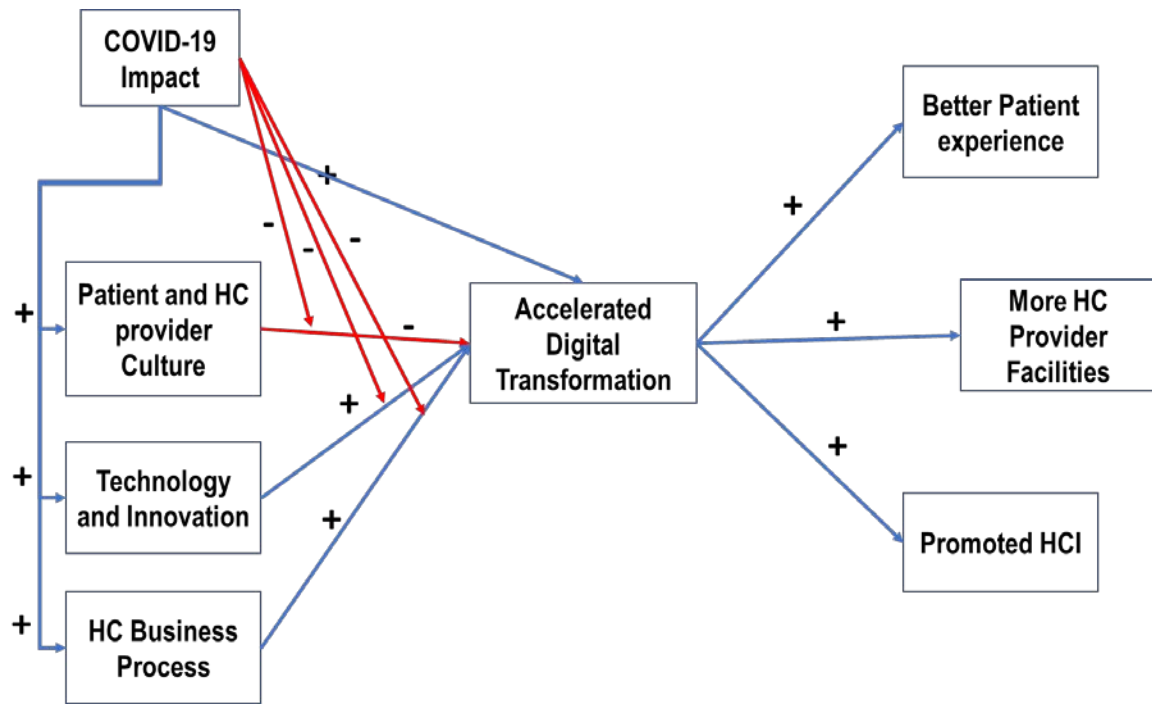 COVID-19
Impact
Better Patient
experience
+
+
-
-
-
Patient and HC
provider
Culture
+
-
Accelerated
Digital
Transformation
+
More HC
Provider
Facilities
+
+
Technology
and Innovation
+
+
Promoted HCI
+
HC Business
Process
+